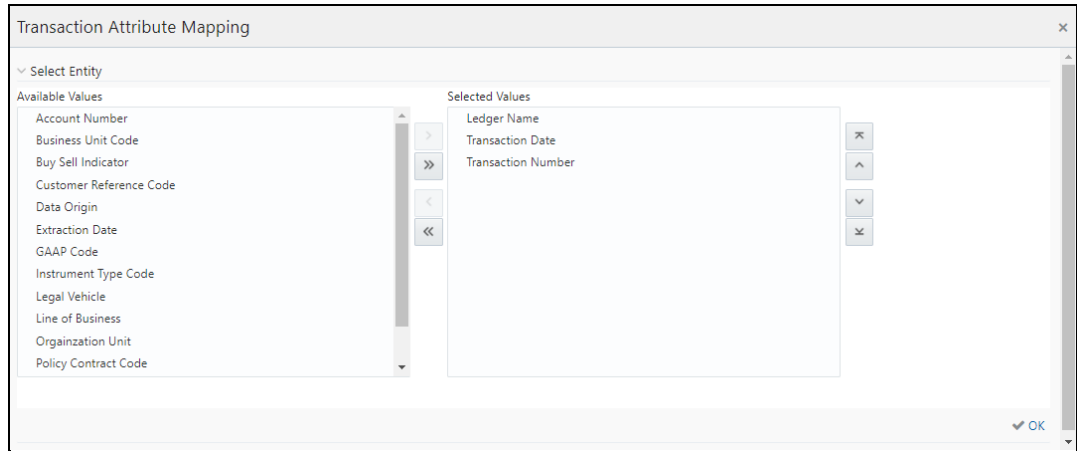 Transaction Attribute Mapping
Select Entity
Available Values
Account Number
Business Unit Code
Buy Sell Indicator
Customer Reference Code
Data Origin
Extraction Date
GAAP Code
Instrument Type Code
Legal Vehicle
Line of Business
Orgainzation Unit
Policy Contract Code
Selected Values
Ledger Name
Transaction Date
Transaction Number
OK